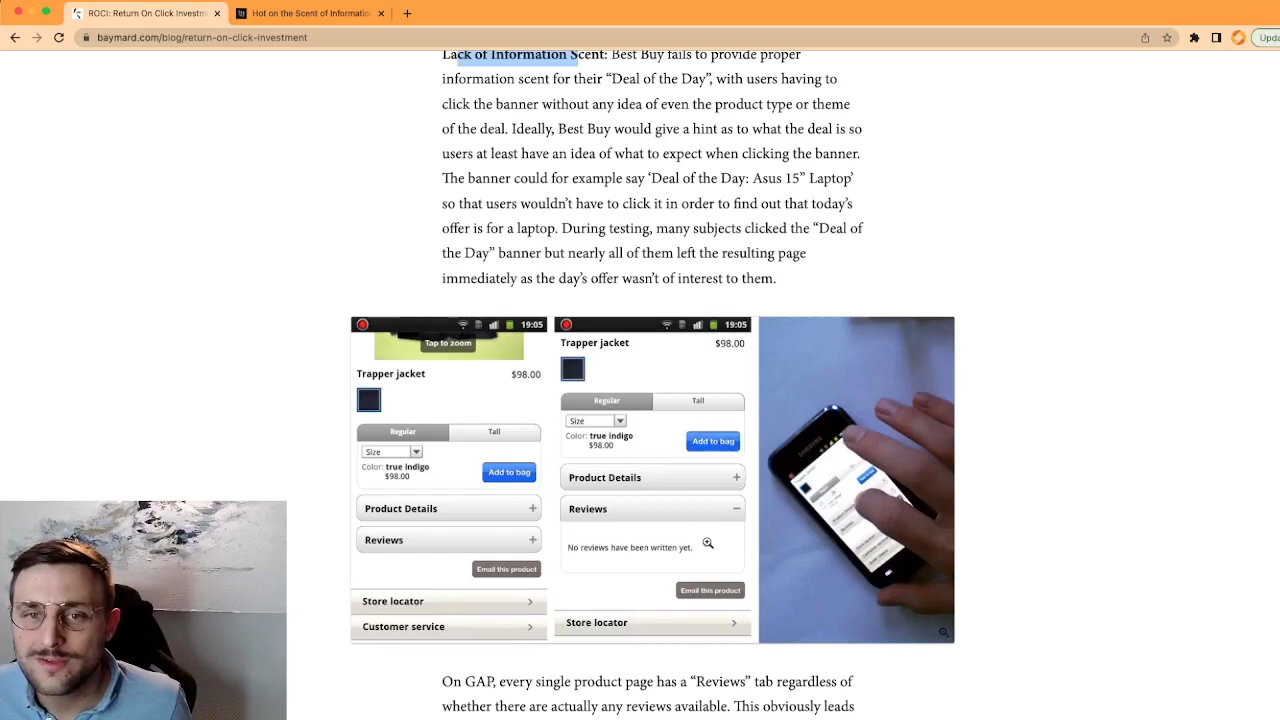 ROCI: Return On Click Investm
Hot on the Scent of Informatio
baymard.com/blog/return-on-click-investment
Upda
Lack of Information Scent: Best Buy fails to provide proper
information scent for their “Deal of the Day”, with users having to
click the banner without any idea of even the product type or theme
of the deal. Ideally, Best Buy would give a hint as to what the deal is so
users at least have an idea of what to expect when clicking the banner.
The banner could for example say ‘Deal of the Day: Asus 15” Laptop’
so that users wouldn’t have to click it in order to find out that today’s
offer is for a laptop. During testing, many subjects clicked the “Deal of
the Day” banner but nearly all of them left the resulting page
immediately as the day’s offer wasn’t of interest to them.
19:05
Tap to zoom
Trapper jacket $98.00
Regular Tall
Size
Color: true indigo
$98.00
Add to bag
Product Details
Reviews
Email this product
Store locator
Customer service
19:05
Trapper jacket $98.00
Regular Tall
Size
Color: true indigo
$98.00
Add to bag
Product Details
Reviews
No reviews have been written yet.
Email this product
Store locator
SAMSUNG
On GAP, every single product page has a “Reviews” tab regardless of
whether there are actually any reviews available. This obviously leads